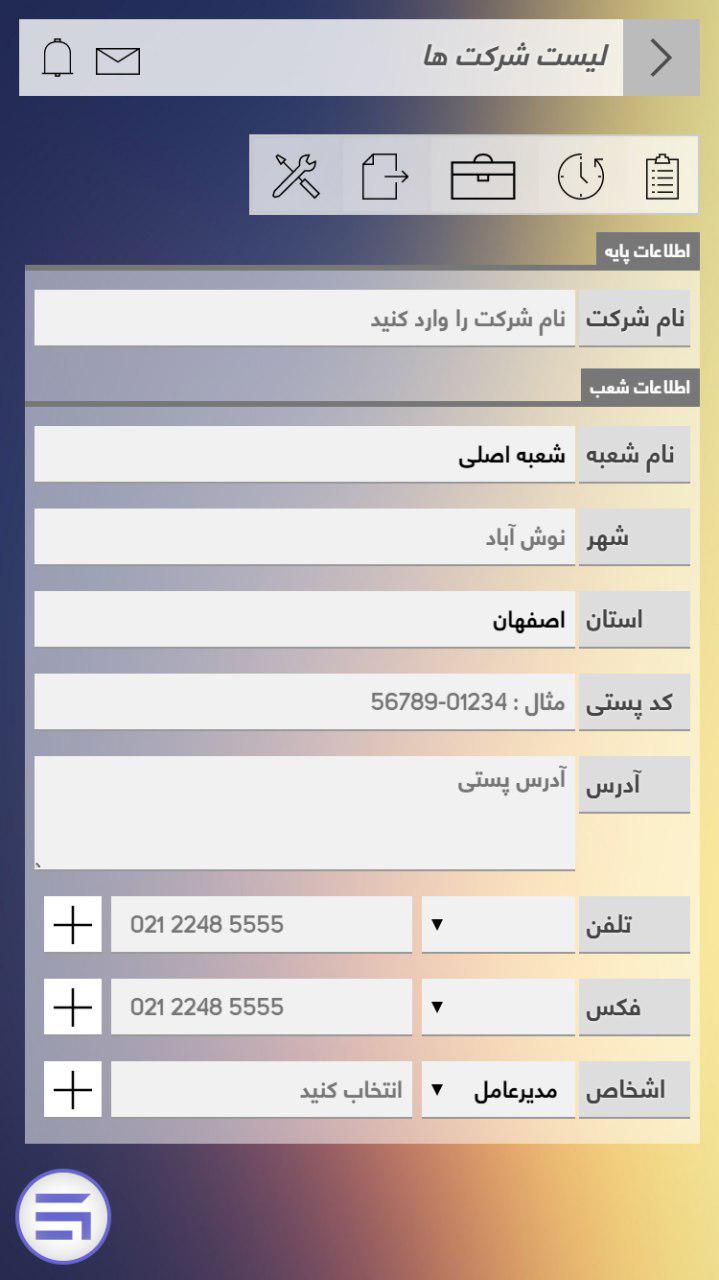 لیست شرکت ها
اطلاعات پایه
نام شرکت
نام شرکت را وارد کنید
اطلاعات شعب
نام شعبه
شعبه اصلی
شهر
نوش آباد
استان
اصفهان
کد پستی
مثال : 01234-56789
آدرس
آدرس پستی
تلفن
021 2248 5555
فکس
021 2248 5555
اشخاص
مدیرعامل
انتخاب کنید